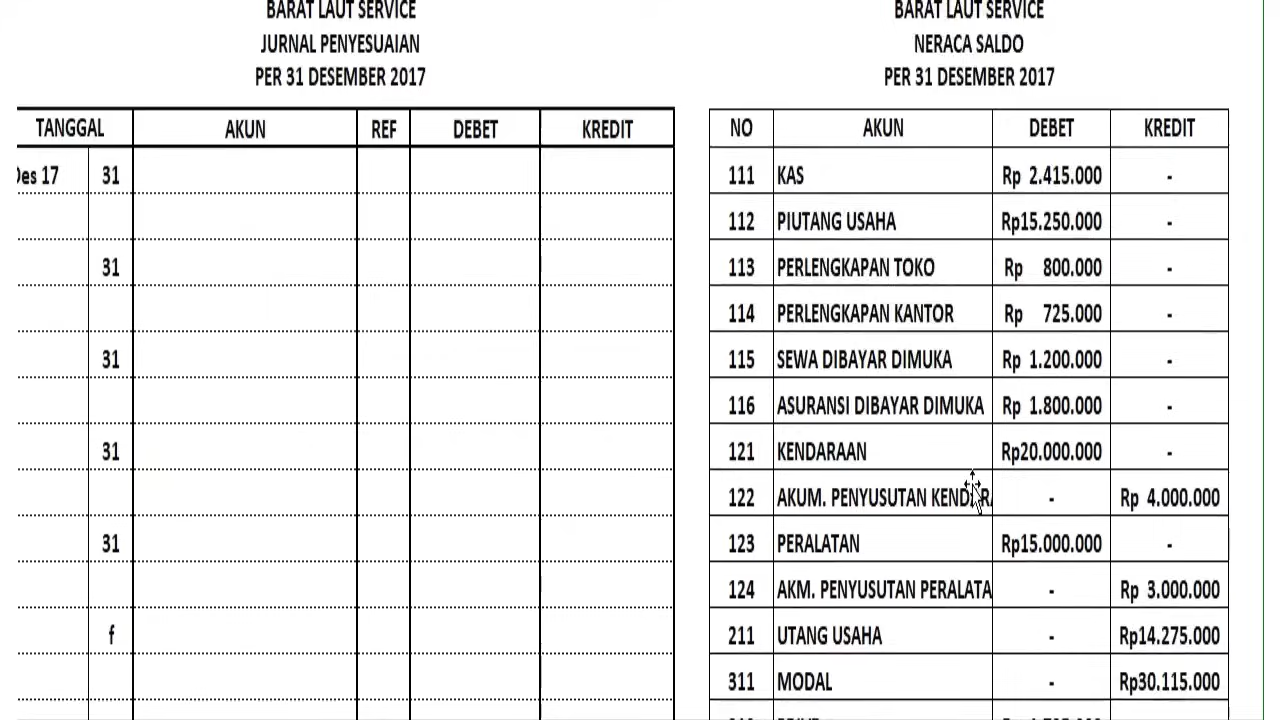 BARAT LAUT SERVICE
JURNAL PENYESUAIAN
PER 31 DESEMBER 2017
TANGGAL AKUN REF DEBET KREDIT
Des 17 31
31
31
31
31
f
BARAT LAUT SERVICE
NERACA SALDO
PER 31 DESEMBER 2017
NO AKUN DEBET KREDIT
111 KAS Rp 2.415.000 -
112 PIUTANG USAHA Rp15.250.000 -
113 PERLENGKAPAN TOKO Rp 800.000 -
114 PERLENGKAPAN KANTOR Rp 725.000 -
115 SEWA DIBAYAR DIMUKA Rp 1.200.000 -
116 ASURANSI DIBAYAR DIMUKA Rp 1.800.000 -
121 KENDARAAN Rp20.000.000 -
122 AKUM. PENYUSUTAN KENDARA - Rp 4.000.000
123 PERALATAN Rp15.000.000 -
124 AKM. PENYUSUTAN PERALATA - Rp 3.000.000
211 UTANG USAHA - Rp14.275.000
311 MODAL - Rp30.115.000